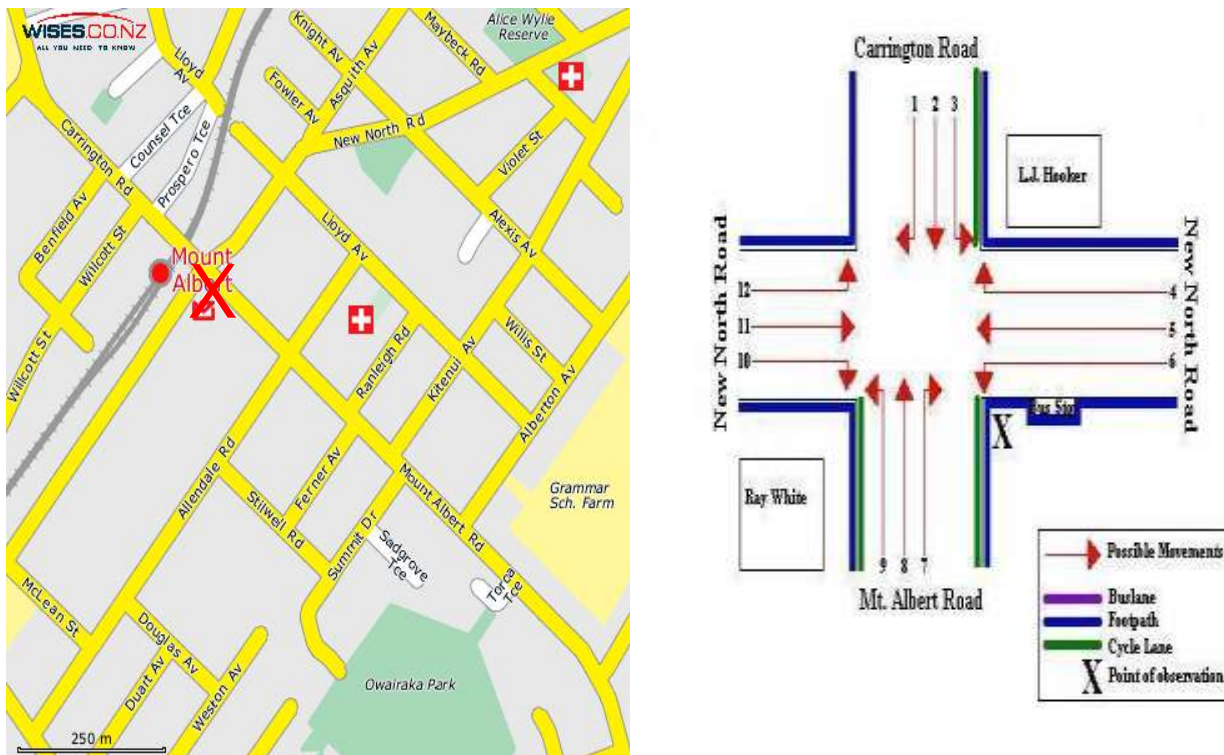 WISES.CO.NZ
ALL YOU NEED TO KNOW
Lloyd Av
Knight Av
Fowler Av
Asquith Av
Maybeck Rd
Alice Wylie
Reserve
New North Rd
Violet St
Carrington Rd
Counsel Tce
Prospero Tce
Benfield Av
Willcott St
Mount
Albert
X
Lloyd Av
Alexis Av
Willcott St
Ranleigh Rd
Kitenui Av
Willis St
Alberton Av
Allendale Rd
Stilwell Rd
Ferner Av
Mount Albert Rd
Grammar
Sch. Farm
Summit Dr
Sadgrove
Tce
Toroa
Tce
McLean St
Douglas Av
Duart Av
Weston Av
Owairaka Park
250 m
Carrington Road
1 2 3
L.J. Hooker
New North Road
New North Road
12
11
10
4
5
6
Bus Sto
X
Ray White
9 8 7
Mt. Albert Road
Possible Movements
Buslane
Footpath
Cycle Lane
X Point of observation